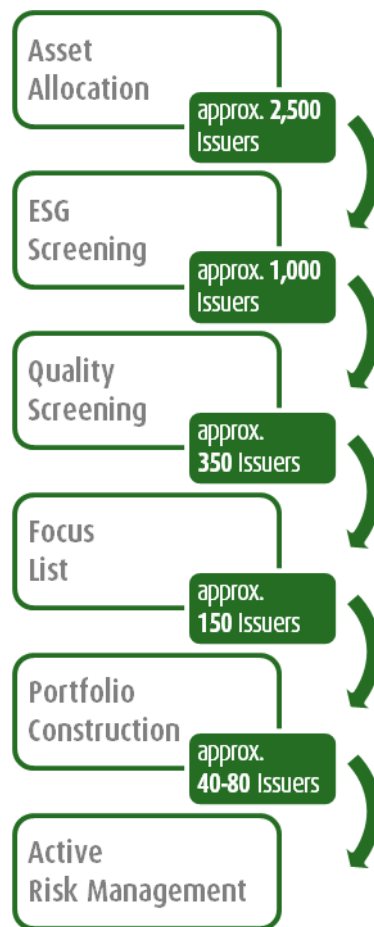 Asset
Allocation
approx. 2,500
Issuers
ESG
Screening
approx. 1,000
Issuers
Quality
Screening
approx.
350 Issuers
Focus
List
approx.
150 Issuers
Portfolio
Construction
approx.
40-80 Issuers
Active
Risk Management